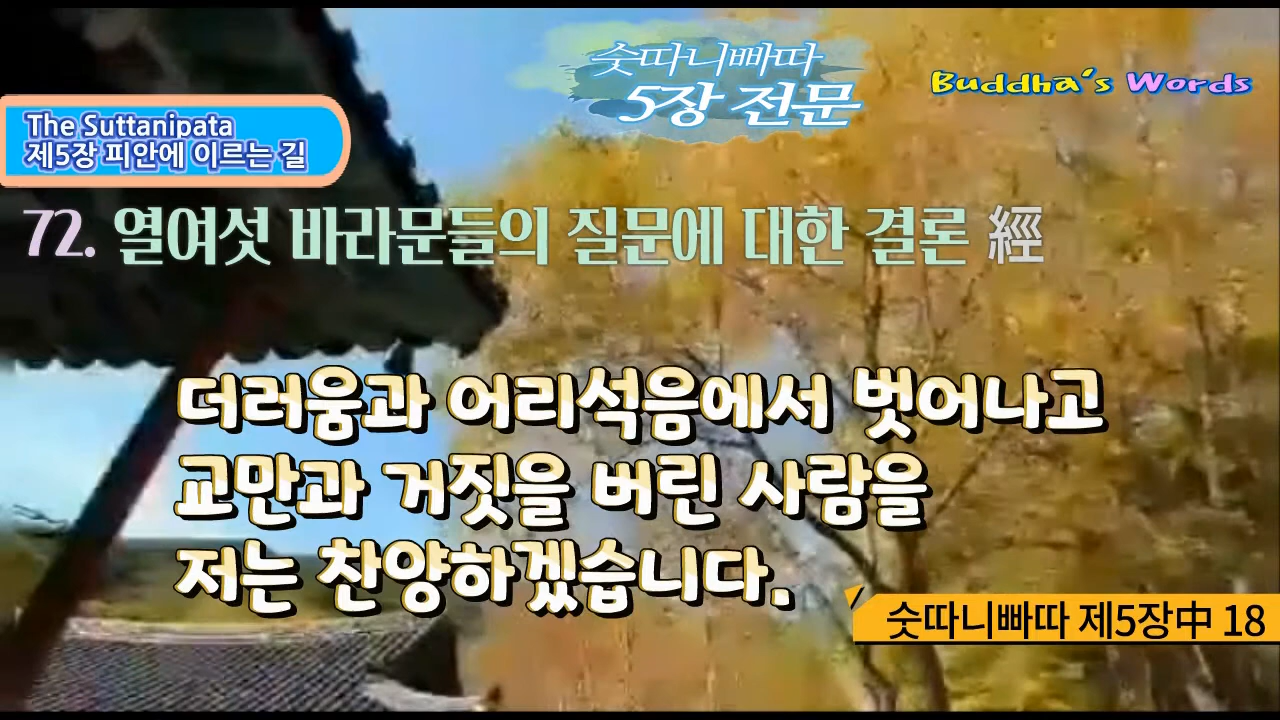 숫따니빠따
5장 전문
Buddha's Words
The Suttanipata
제5장 피안에 이르는 길
72. 열여섯 바라문들의 질문에 대한 결론 經
더러움과 어리석음에서 벗어나고
교만과 거짓을 버린 사람을
저는 찬양하겠습니다.
숫따니빠따 제5장中 18